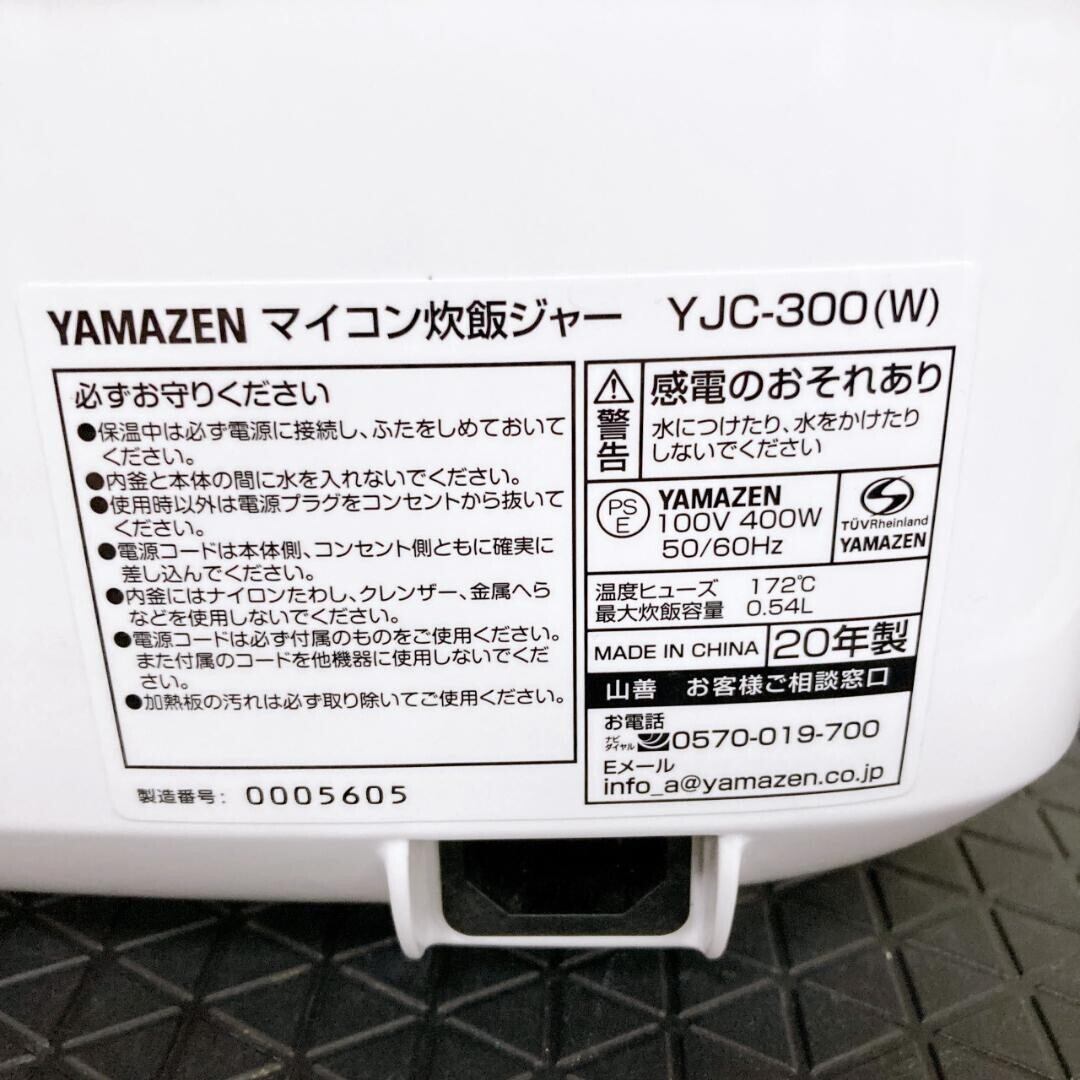 YAMAZEN マイコン炊飯ジャー YJC-300(W)
必ずお守りください
●保温中は必ず電源に接続し、ふたをしめておいて
ください。
●内釜と本体の間に水を入れないでください。
●使用時以外は電源プラグをコンセントから抜いて
ください。
●電源コードは本体側、コンセント側ともに確実に
差し込んでください。
●内釜にはナイロンたわし、クレンザー、金属へら
などを使用しないでください。
●電源コードは必ず付属のものをご使用ください。
また付属のコードを他機器に使用しないでくだ
さい。
●加熱板の汚れは必ず取り除いてご使用ください。
製造番号: 0005605
警告
感電のおそれあり
水につけたり、水をかけたり
しないでください
PS
E
YAMAZEN
100V 400W
50/60Hz
TÜVRheinland
YAMAZEN
温度ヒューズ 172℃
最大炊飯容量 0.54L
MADE IN CHINA
20年製
山善 お客様ご相談窓口
お電話
ナビ
ダイヤル
0570-019-700
Eメール
info_a@yamazen.co.jp